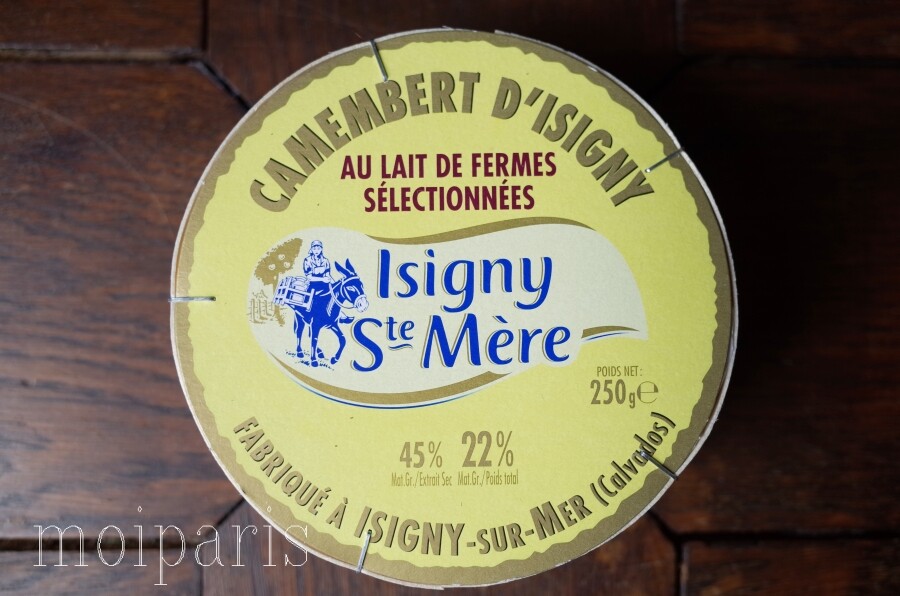 CAMEMBERT D'ISIGNY
AU LAIT DE FERMES
SÉLECTIONNÉES
Isigny
Ste Mère
POIDS NET:
250g e
45% 22%
Mat.Gr./Extrait Sec Mat.Gr./Poids total
FABRIQUÉ À ISIGNY-SUR-MER (Calvados)
moiparis